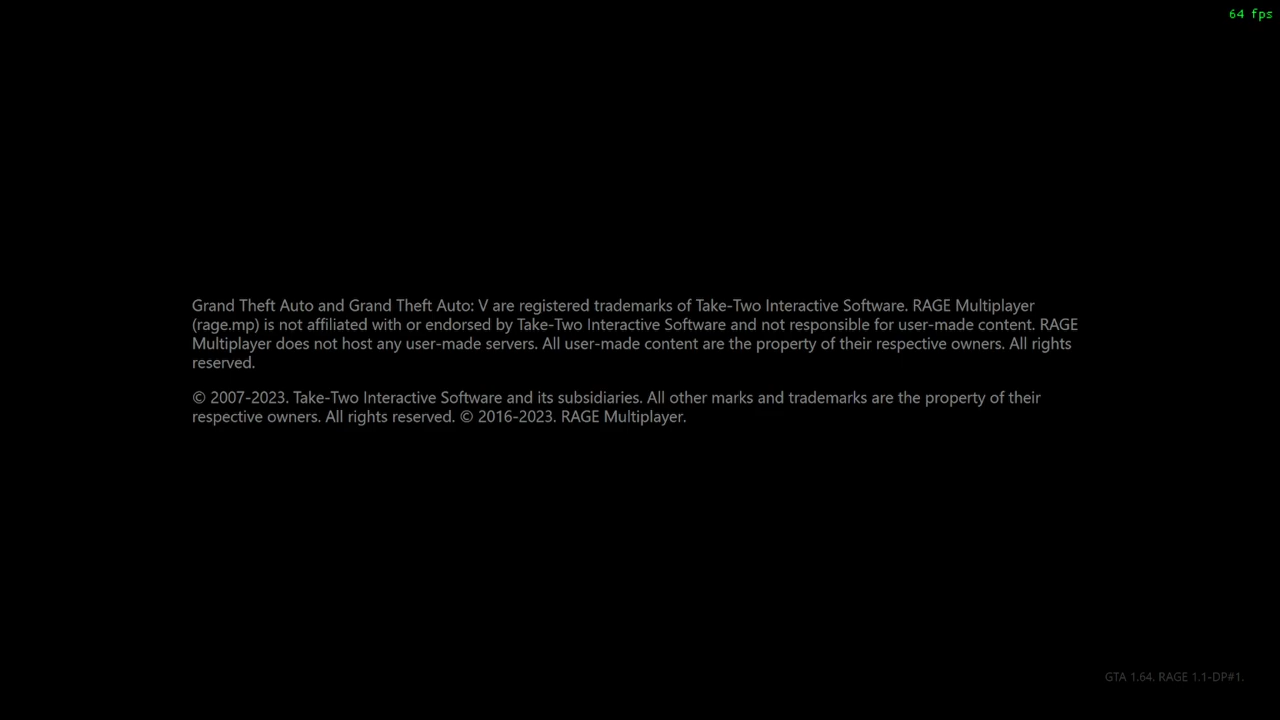 64 fps
Grand Theft Auto and Grand Theft Auto: V are registered trademarks of Take-Two Interactive Software. RAGE Multiplayer
(rage.mp) is not affiliated with or endorsed by Take-Two Interactive Software and not responsible for user-made content. RAGE
Multiplayer does not host any user-made servers. All user-made content are the property of their respective owners. All rights
reserved.
© 2007-2023. Take-Two Interactive Software and its subsidiaries. All other marks and trademarks are the property of their
respective owners. All rights reserved. © 2016-2023. RAGE Multiplayer.
GTA 1.64. RAGE 1.1-DP#1.